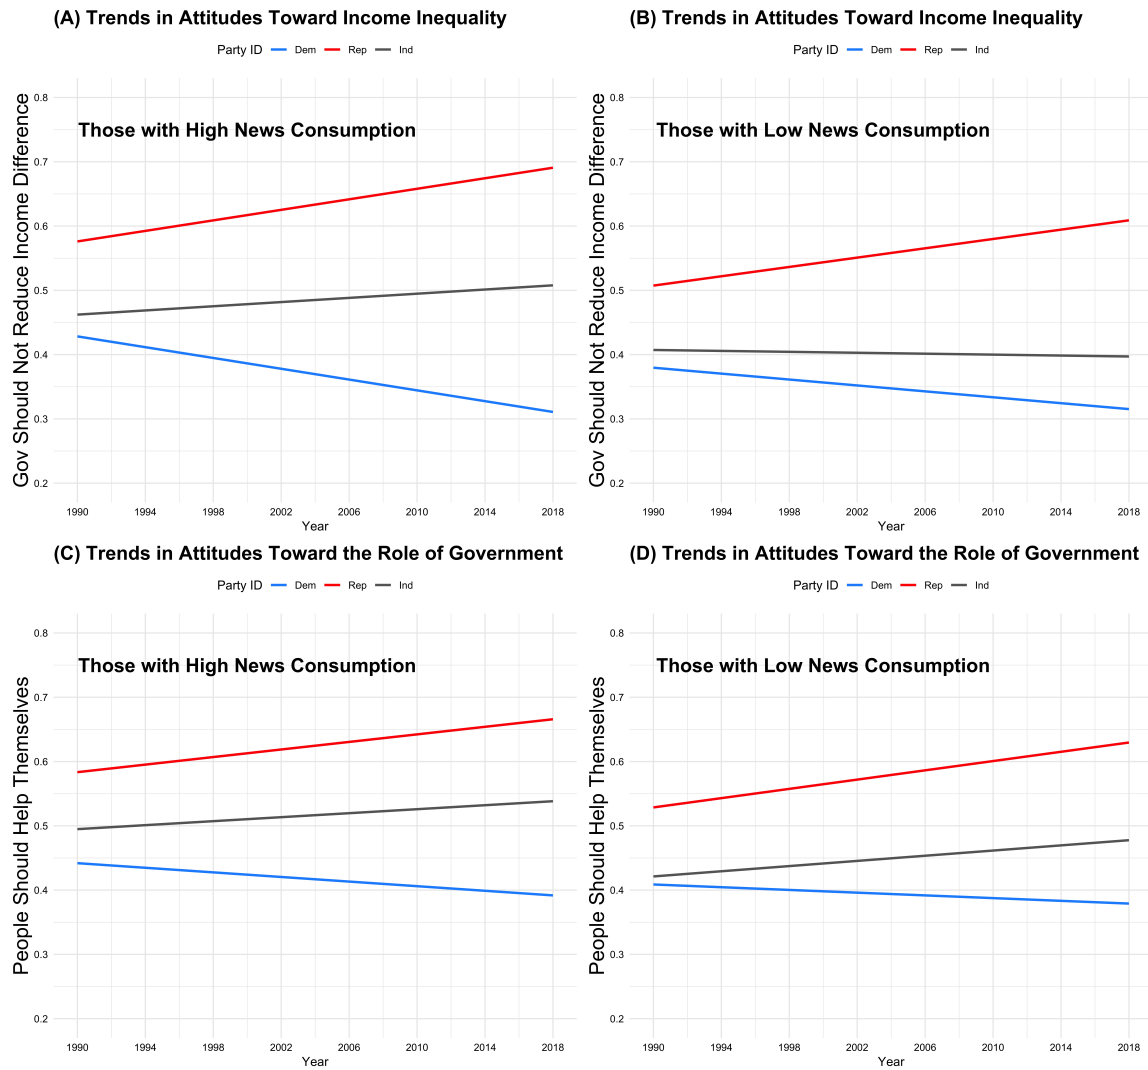 (A) Trends in Attitudes Toward Income Inequality
Party ID Dem Rep Ind
Gov Should Not Reduce Income Difference
0.8
Those with High News Consumption
0.7
0.6
0.5
0.4
0.3
0.2
1990 1994 1998 2002 2006 2010 2014 2018
Year
(B) Trends in Attitudes Toward Income Inequality
Party ID Dem Rep Ind
Gov Should Not Reduce Income Difference
0.8
Those with Low News Consumption
0.7
0.6
0.5
0.4
0.3
0.2
1990 1994 1998 2002 2006 2010 2014 2018
Year
(C) Trends in Attitudes Toward the Role of Government
Party ID Dem Rep Ind
People Should Help Themselves
0.8
Those with High News Consumption
0.7
0.6
0.5
0.4
0.3
0.2
1990 1994 1998 2002 2006 2010 2014 2018
Year
(D) Trends in Attitudes Toward the Role of Government
Party ID Dem Rep Ind
People Should Help Themselves
0.8
Those with Low News Consumption
0.7
0.6
0.5
0.4
0.3
0.2
1990 1994 1998 2002 2006 2010 2014 2018
Year